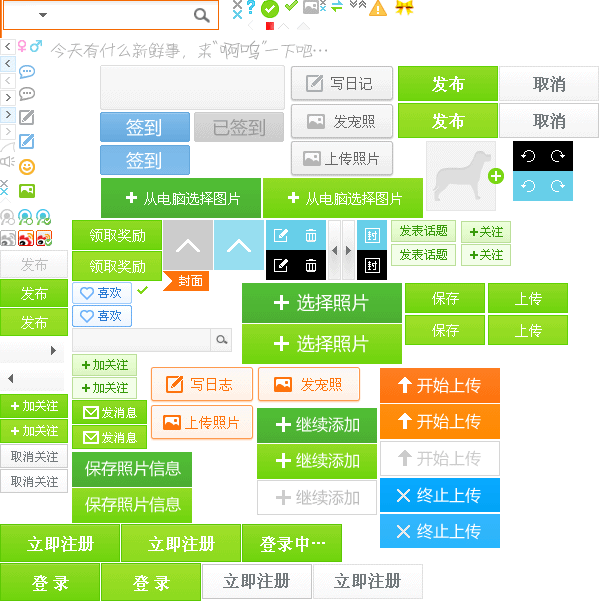 今天有什么新鲜事，来“啊呜”一下吧…
写日记
发布
取消
签到
已签到
发宠照
发布
取消
签到
上传照片
从电脑选择图片
从电脑选择图片
领取奖励
封
发表话题
关注
发布
领取奖励
封
发表话题
关注
封面
发布
喜欢
选择照片
保存
上传
发布
喜欢
选择照片
保存
上传
加关注
写日志
发宠照
开始上传
加关注
加关注
发消息
上传照片
继续添加
开始上传
加关注
发消息
取消关注
保存照片信息
继续添加
开始上传
取消关注
保存照片信息
继续添加
终止上传
立即注册
立即注册
登录中…
终止上传
登 录
登 录
立即注册
立即注册